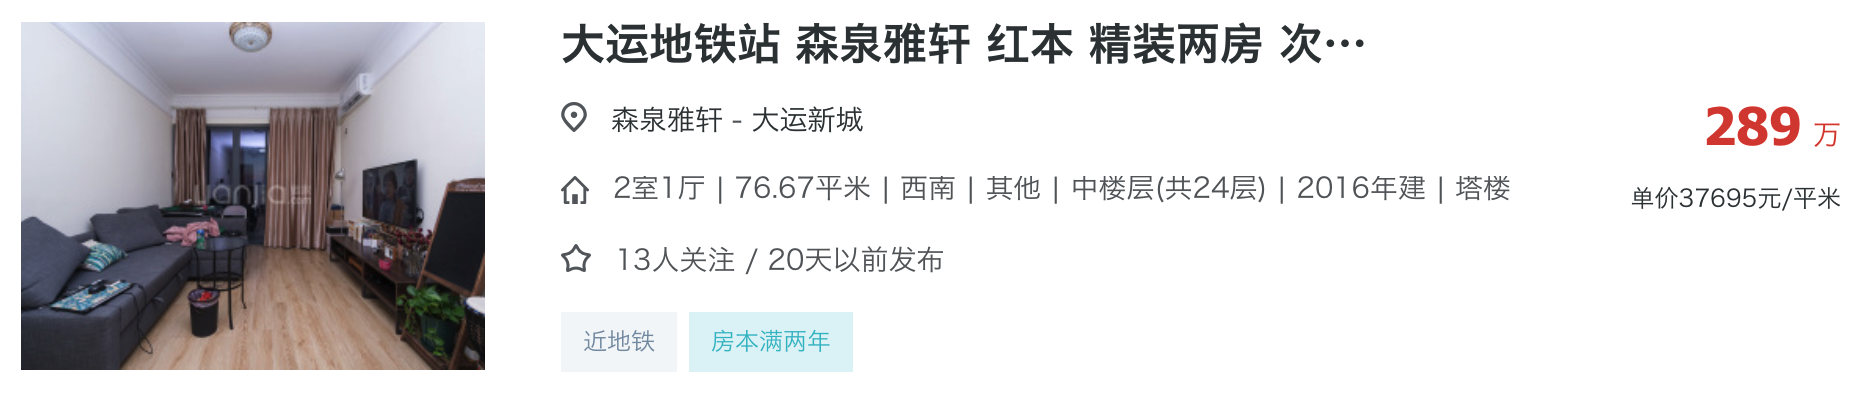 大运地铁站 森泉雅轩 红本 精装两房 次…
森泉雅轩 - 大运新城
289 万
2室1厅 | 76.67平米 | 西南 | 其他 | 中楼层(共24层) | 2016年建 | 塔楼
单价37695元/平米
13人关注 / 20天以前发布
近地铁 房本满两年